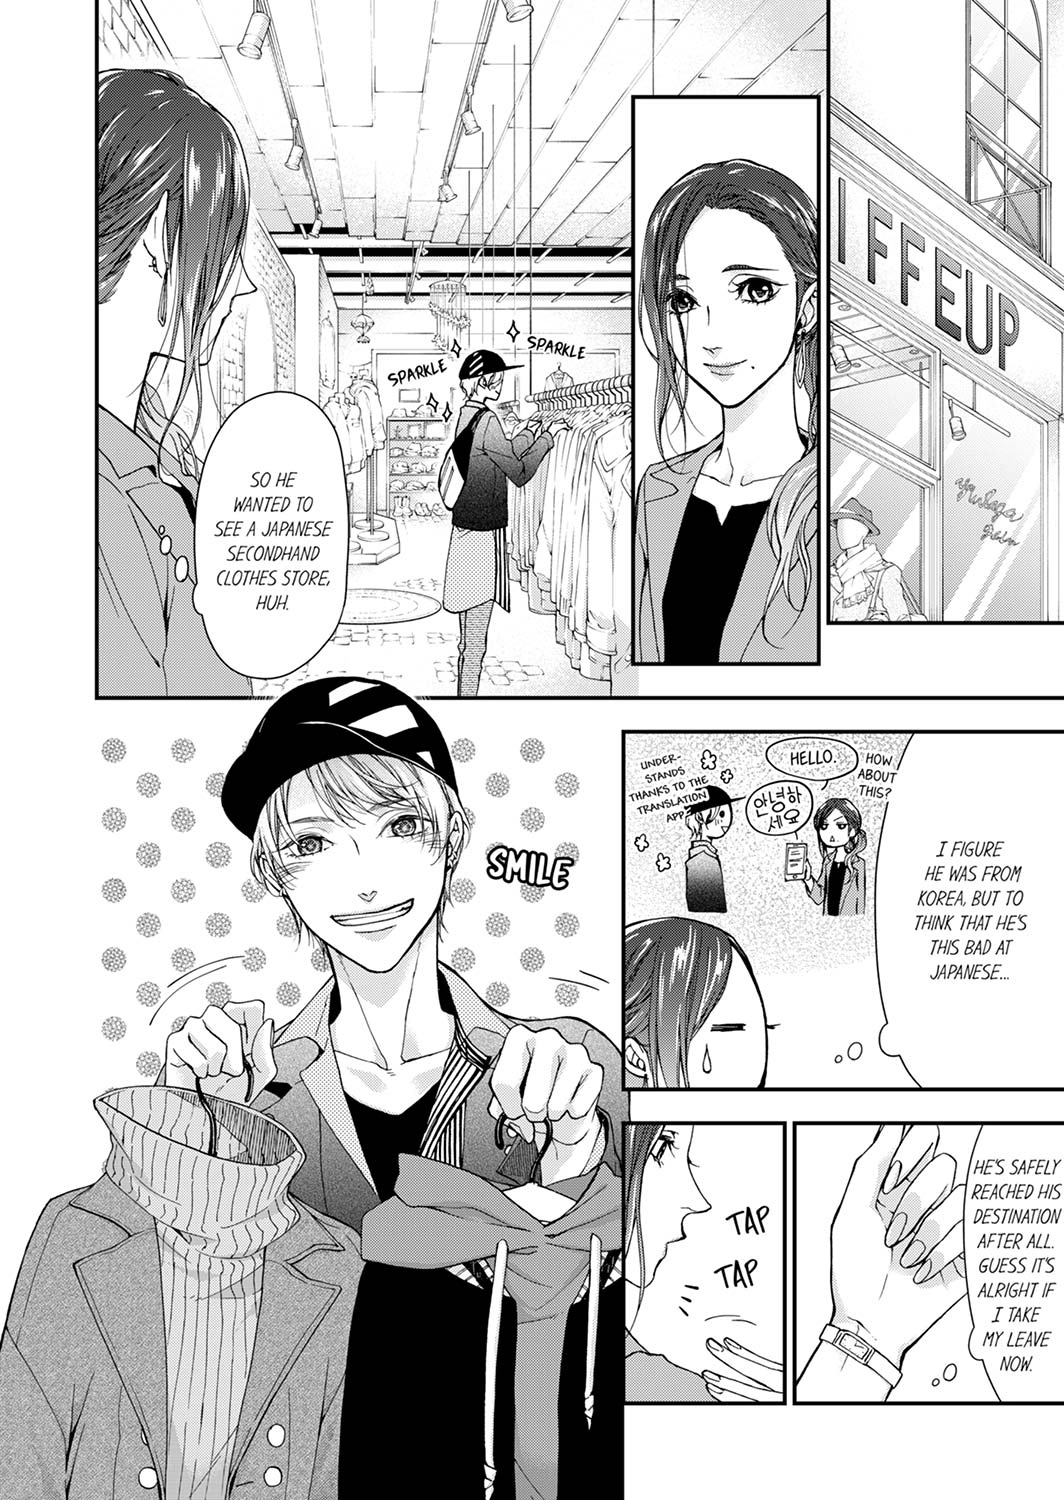 IFFEUP
SPARKLE
SPARKLE
SO HE
WANTED TO
SEE A JAPANESE
SECONDHAND
CLOTHES STORE,
HUH.
HOW
ABOUT
THIS?
HELLO.
안녕하
세요
UNDER-
STANDS
THANKS TO THE
TRANSLATION
APP
I FIGURE
HE WAS FROM
KOREA, BUT TO
THINK THAT HE'S
THIS BAD AT
JAPANESE...
HE'S SAFELY
REACHED HIS
DESTINATION
AFTER ALL.
GUESS IT'S
ALRIGHT IF
I TAKE
MY LEAVE
NOW.
TAP
TAP
SMILE